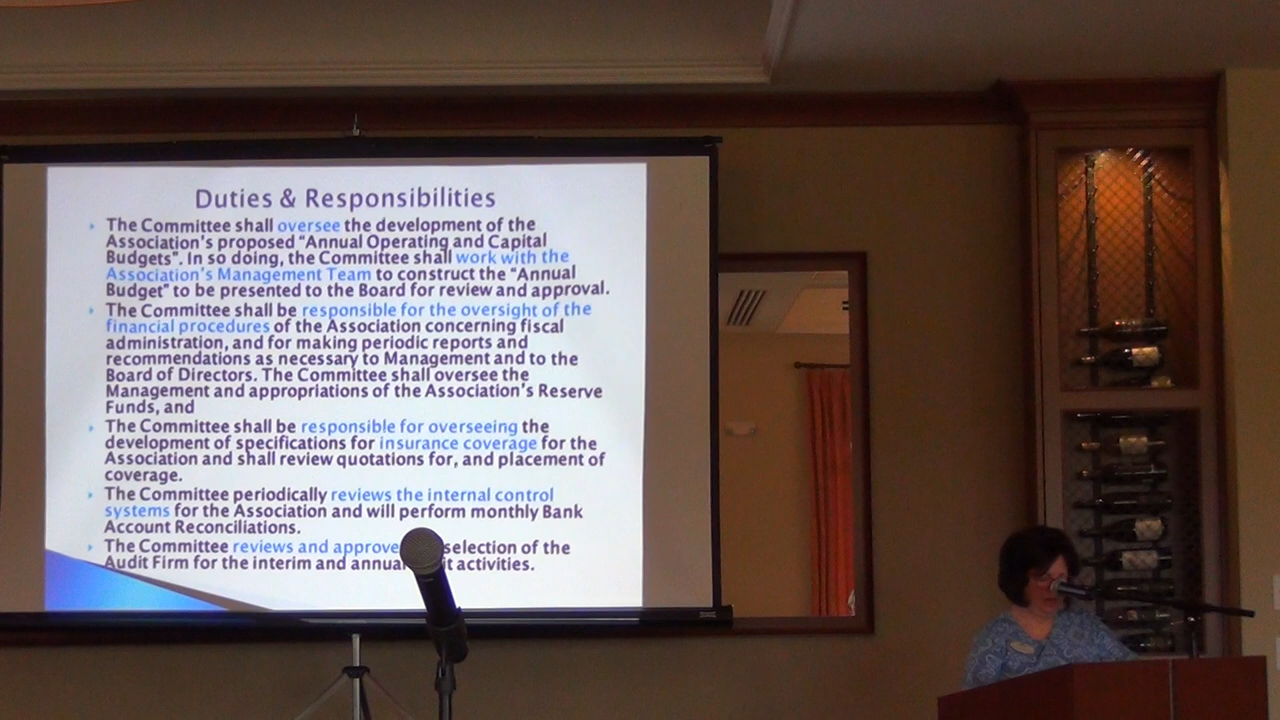 Duties & Responsibilities
The Committee shall oversee the development of the
Association's proposed "Annual Operating and Capital
Budgets". In so doing, the Committee shall work with the
Association's Management Team to construct the "Annual
Budget" to be presented to the Board for review and approval.
The Committee shall be responsible for the oversight of the
financial procedures of the Association concerning fiscal
administration, and for making periodic reports and
recommendations as necessary to Management and to the
Board of Directors. The Committee shall oversee the
Management and appropriations of the Association's Reserve
Funds, and
The Committee shall be responsible for overseeing the
development of specifications for insurance coverage for the
Association and shall review quotations for, and placement of
coverage.
The Committee periodically reviews the internal control
systems for the Association and will perform monthly Bank
Account Reconciliations.
The Committee reviews and approve selection of the
Audit Firm for the interim and annual it activities.